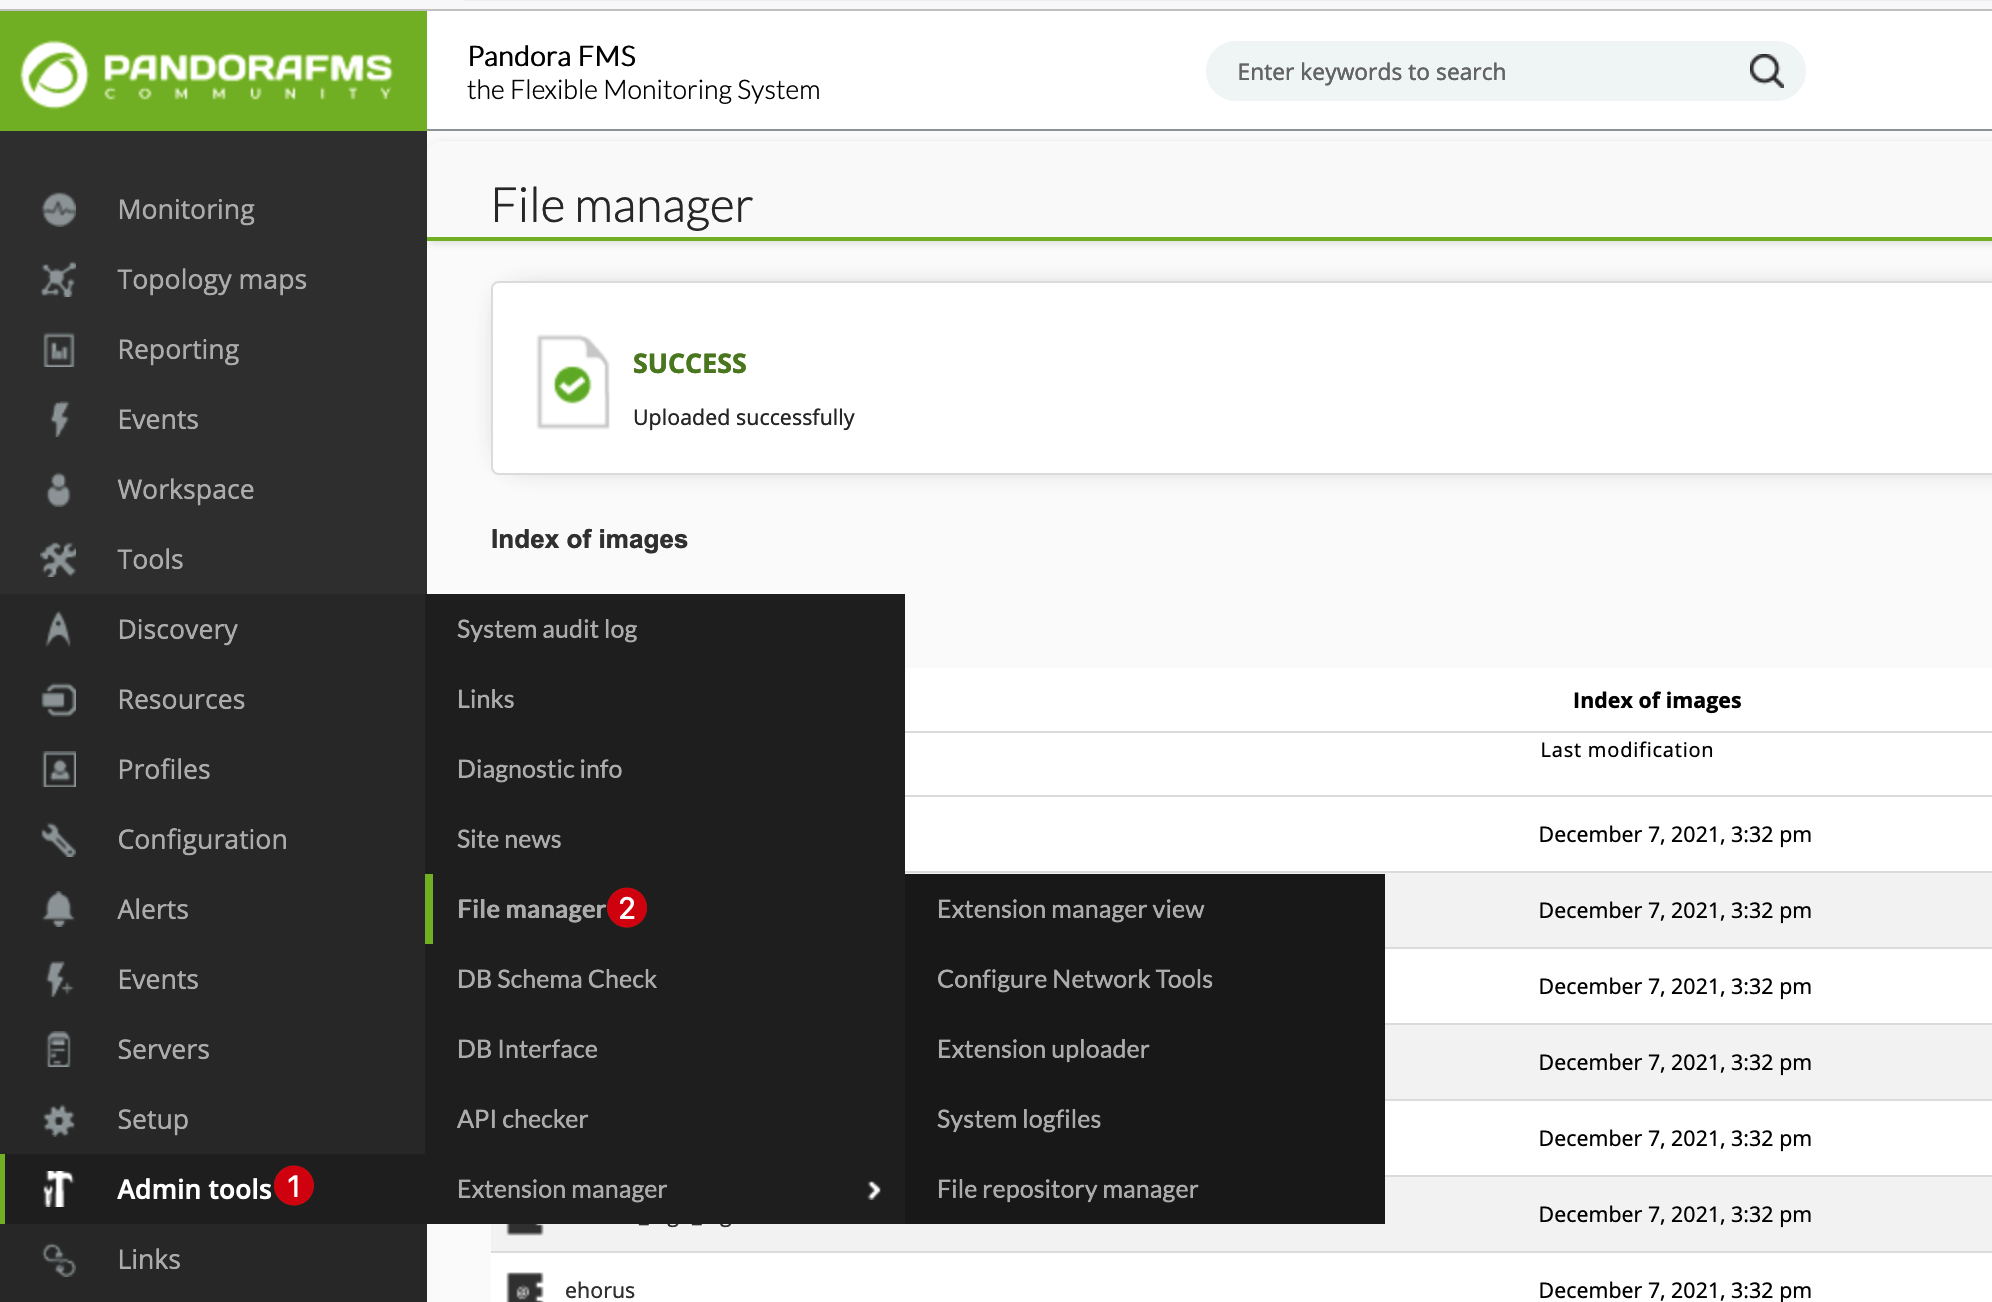 PANDORAFMS
COMMUNITY
Pandora FMS
the Flexible Monitoring System
Enter keywords to search
Monitoring
Topology maps
Reporting
Events
Workspace
Tools
Discovery
Resources
Profiles
Configuration
Alerts
Events
Servers
Setup
Admin tools 1
Links
File manager
SUCCESS
Uploaded successfully
Index of images
System audit log
Links
Diagnostic info
Site news
File manager 2
DB Schema Check
DB Interface
API checker
Extension manager
Extension manager view
Configure Network Tools
Extension uploader
System logfiles
File repository manager
Index of images
Last modification
December 7, 2021, 3:32 pm
December 7, 2021, 3:32 pm
December 7, 2021, 3:32 pm
December 7, 2021, 3:32 pm
December 7, 2021, 3:32 pm
December 7, 2021, 3:32 pm
ehorus
December 7, 2021, 3:32 pm